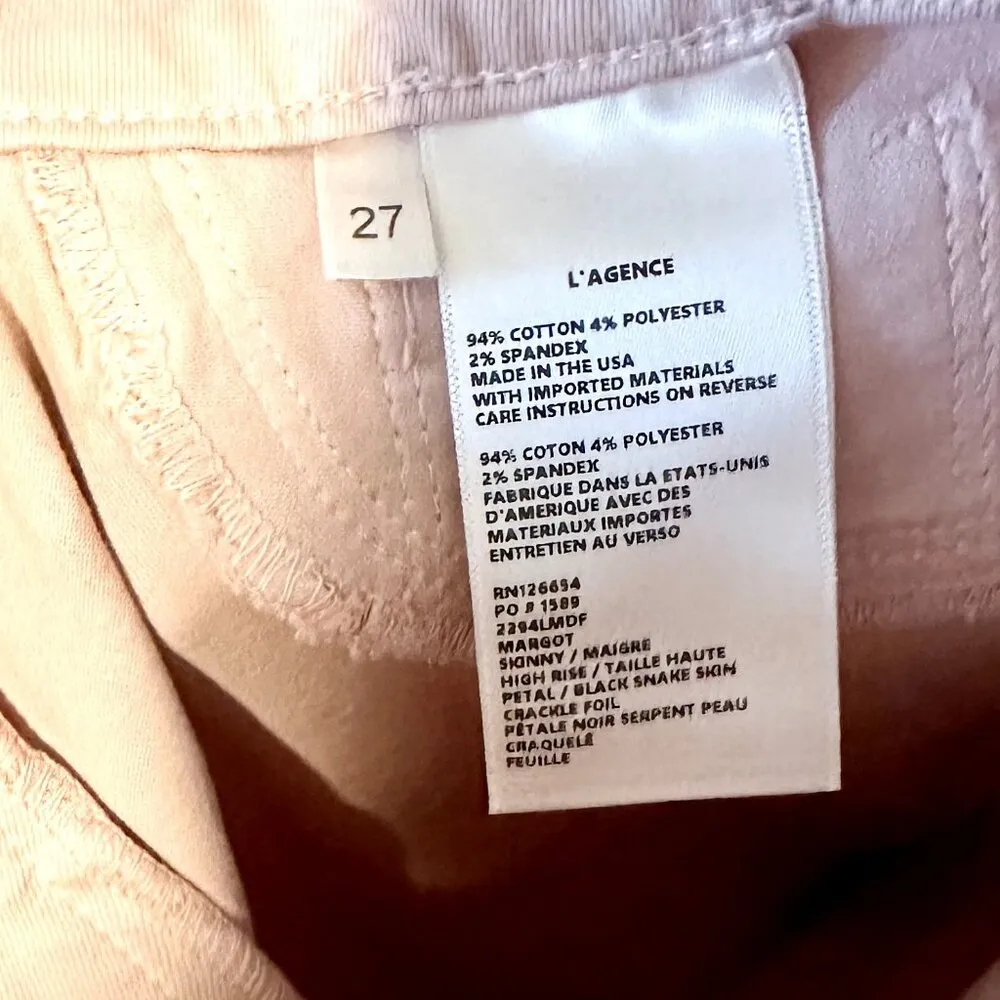 27
L'AGENCE
94% COTTON 4% POLYESTER
2% SPANDEX
MADE IN THE USA
WITH IMPORTED MATERIALS
CARE INSTRUCTIONS ON REVERSE
94% COTON 4% POLYESTER
2% SPANDEX
FABRIQUE DANS LA ETATS-UNIS
D'AMERIQUE AVEC DES
MATERIAUX IMPORTES
ENTRETIEN AU VERSO
RN126694
PO # 1589
2294LMDF
MARGOT
SKINNY / MAIGRE
HIGH RISE / TAILLE HAUTE
PETAL / BLACK SNAKE SKIN
CRACKLE FOIL
PÉTALE NOIR SERPENT PEAU
CRAQUELÉ
FEUILLE